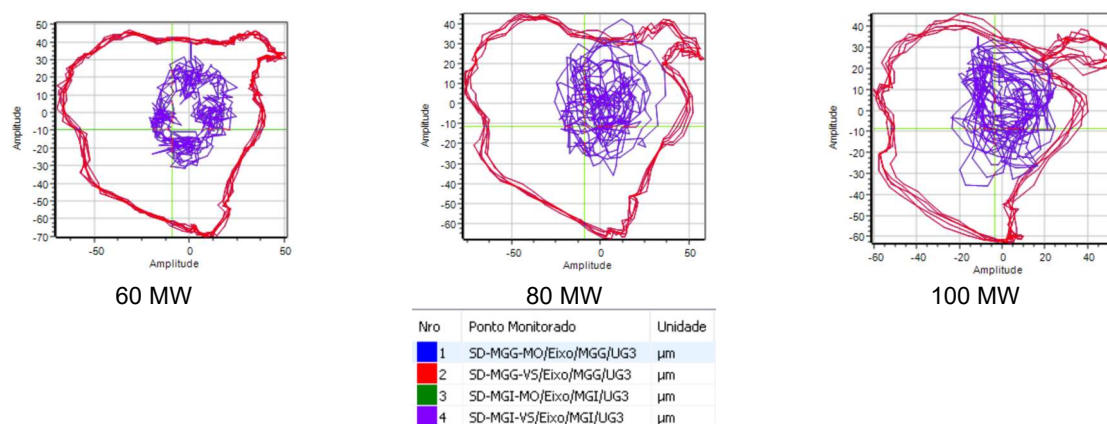 50
40
30
20
10
0
-10
-20
-30
-40
-50
-60
-70
Amplitude
-50 0 50
Amplitude
60 MW
40
30
20
10
0
-10
-20
-30
-40
-50
-60
Amplitude
-50 0 50
Amplitude
80 MW
40
30
20
10
0
-10
-20
-30
-40
-50
-60
Amplitude
-60 -40 -20 0 20 40
Amplitude
100 MW
Nro Ponto Monitorado Unidade
1 SD-MGG-MO/Eixo/MGG/UG3 µm
2 SD-MGG-VS/Eixo/MGG/UG3 µm
3 SD-MGI-MO/Eixo/MGI/UG3 µm
4 SD-MGI-VS/Eixo/MGI/UG3 µm